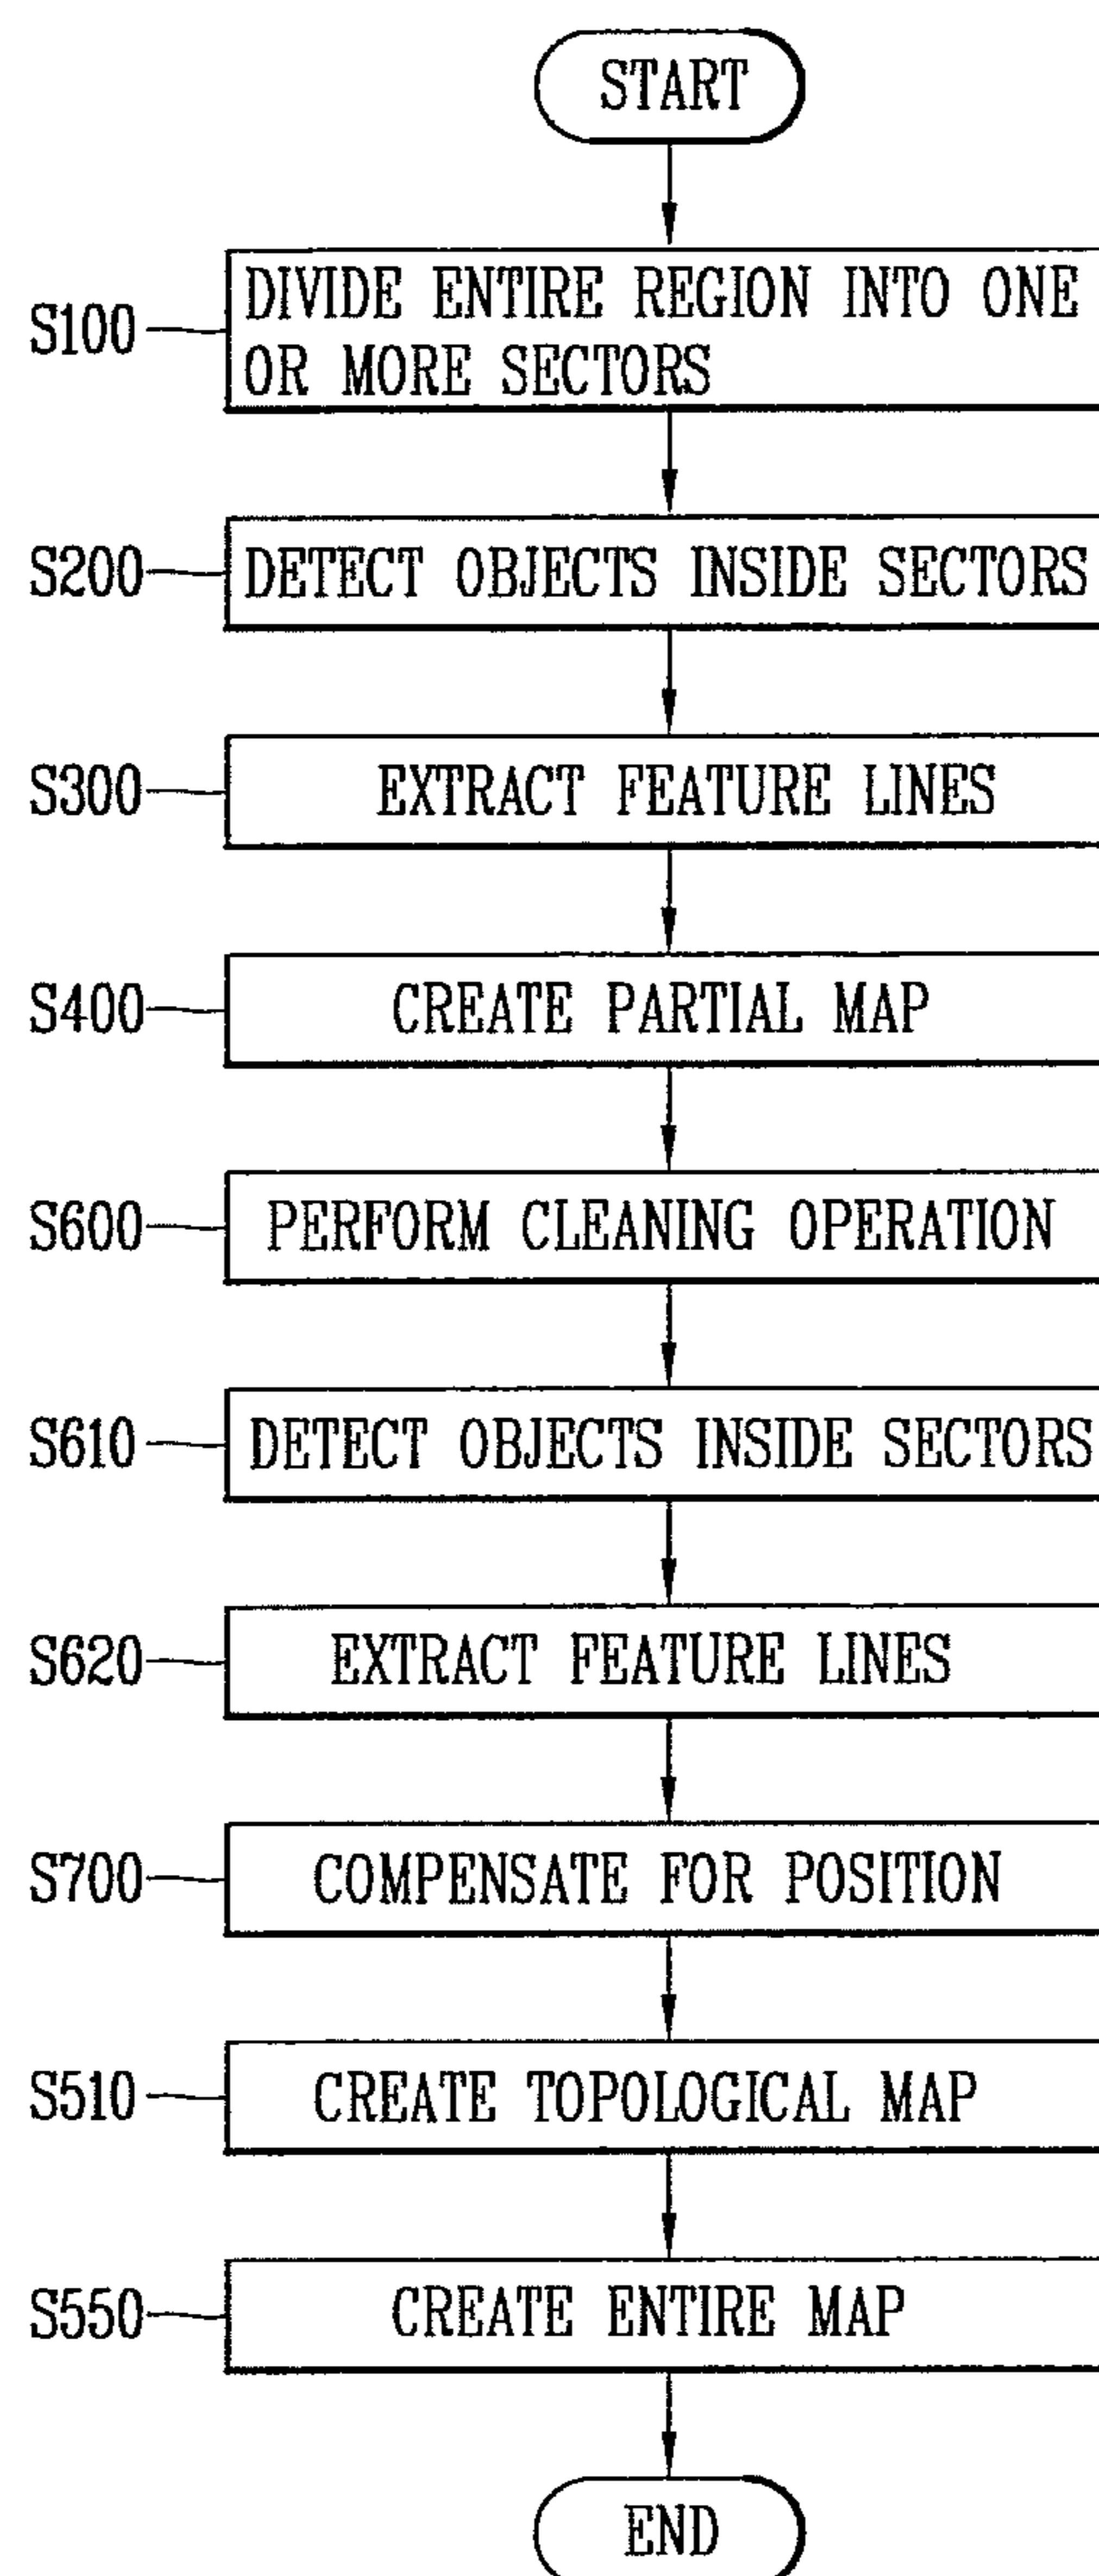 START
S100
DIVIDE ENTIRE REGION INTO ONE
OR MORE SECTORS
S200
DETECT OBJECTS INSIDE SECTORS
S300
EXTRACT FEATURE LINES
S400
CREATE PARTIAL MAP
S600
PERFORM CLEANING OPERATION
S610
DETECT OBJECTS INSIDE SECTORS
S620
EXTRACT FEATURE LINES
S700
COMPENSATE FOR POSITION
S510
CREATE TOPOLOGICAL MAP
S550
CREATE ENTIRE MAP
END